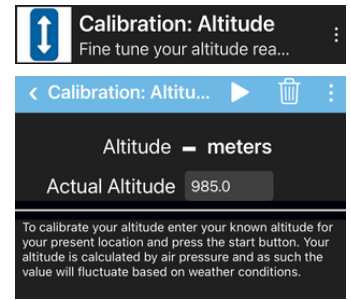 Calibration: Altitude
Fine tune your altitude rea...
Calibration: Altitu...
Altitude – meters
Actual Altitude 985.0
To calibrate your altitude enter your known altitude for
your present location and press the start button. Your
altitude is calculated by air pressure and as such the
value will fluctuate based on weather conditions.